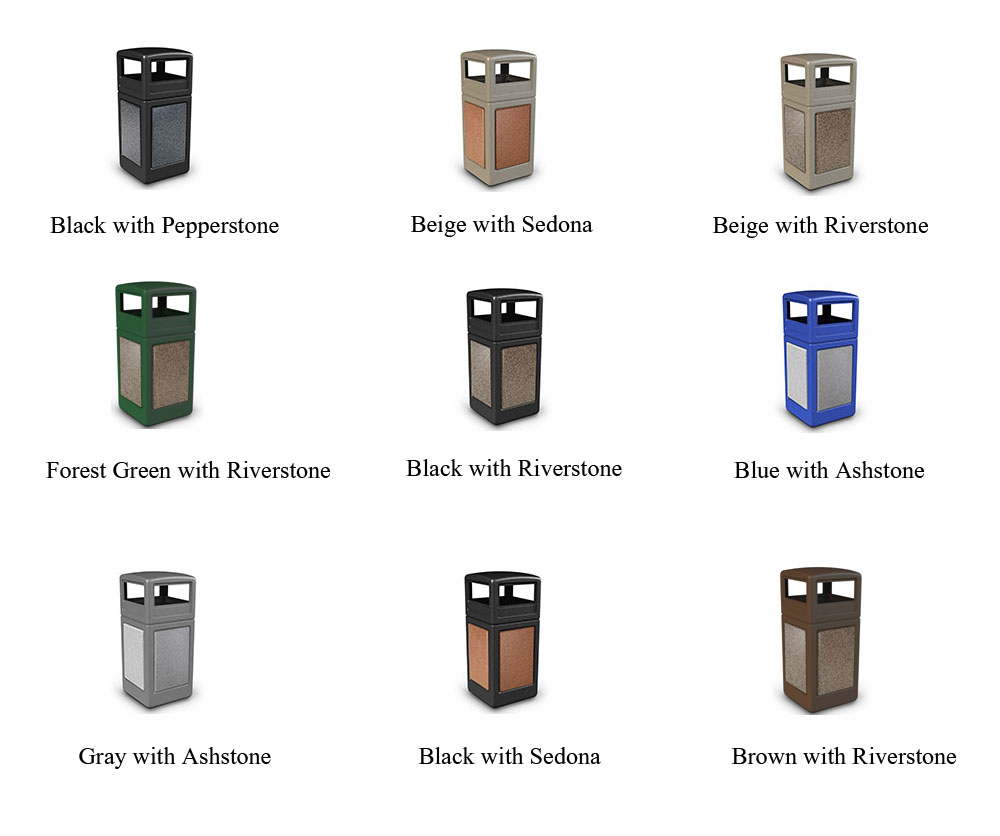 Black with Pepperstone
Beige with Sedona
Beige with Riverstone
Forest Green with Riverstone
Black with Riverstone
Blue with Ashstone
Gray with Ashstone
Black with Sedona
Brown with Riverstone